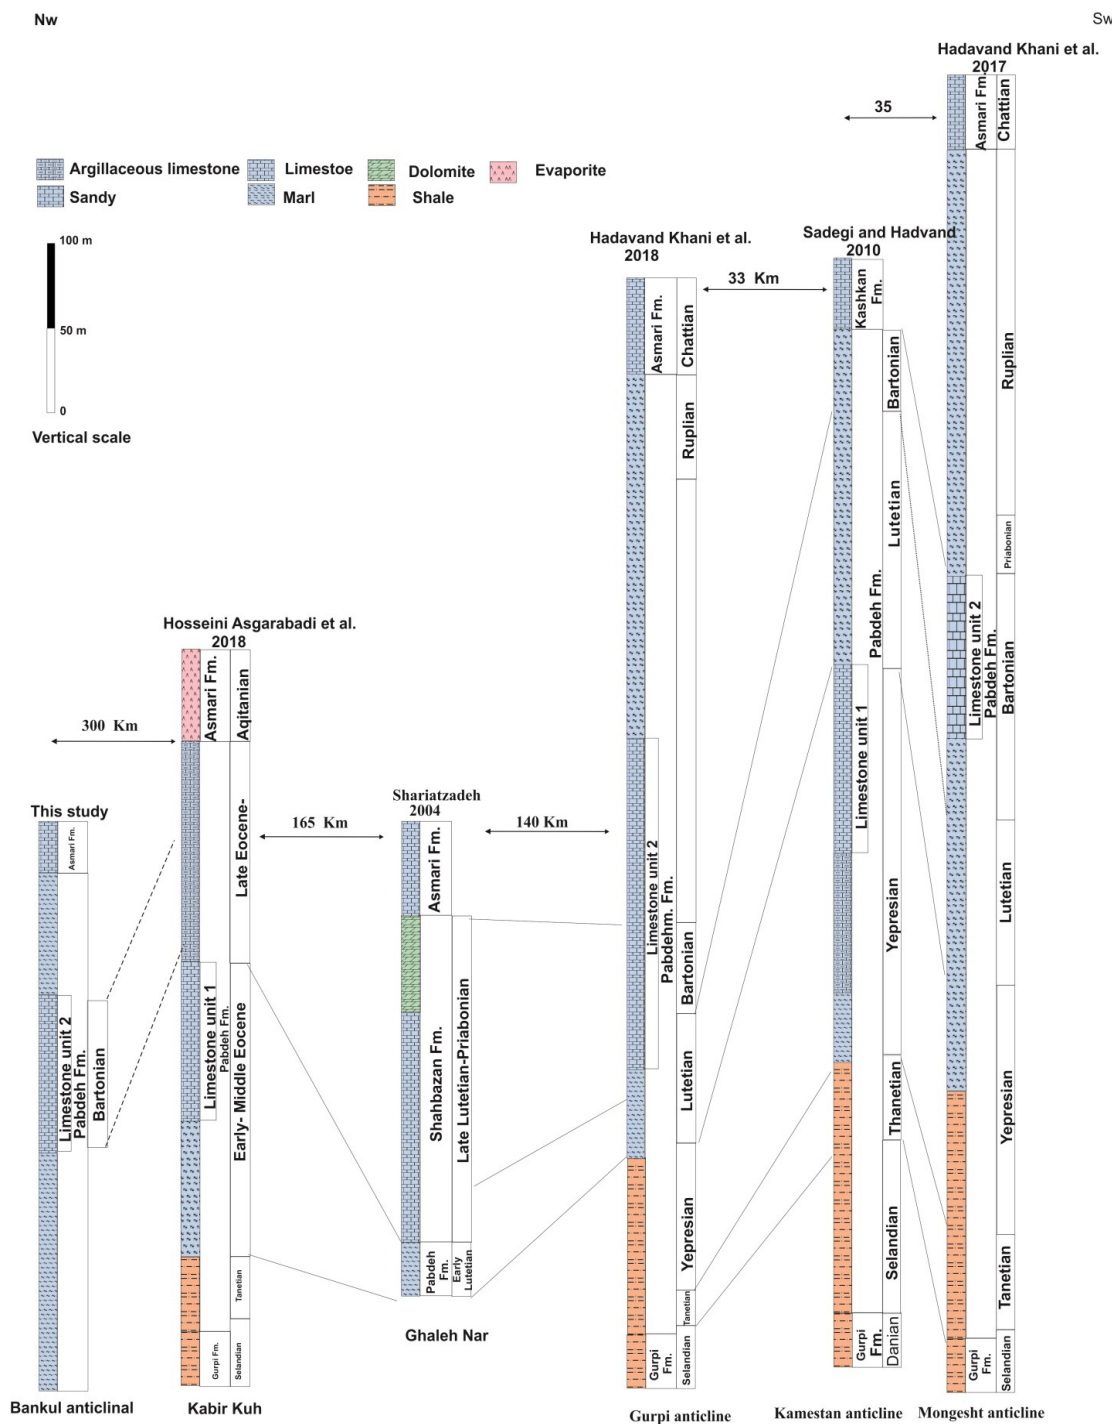 Nw
Sw
Hadavand Khani et al.
2017
35
Argillaceous limestone
Limestoe
Dolomite
Evaporite
Sandy
Marl
Shale
100 m
50 m
0
Vertical scale
Hadavand Khani et al.
2018
33 Km
Sadegi and Hadvand
2010
Hosseini Asgarabadi et al.
2018
300 Km
This study
165 Km
Shariatzadeh
2004
140 Km
Asmari Fm.
Limestone unit 2
Pabdeh Fm.
Bartonian
Bankul anticlinal
Asmari Fm.
Aqitanian
Late Eocene-
Limestone unit 1
Pabdeh Fm.
Early- Middle Eocene
Tanetian
Gurpi Fm.
Selandian
Kabir Kuh
Asmari Fm.
Shahbazan Fm.
Late Lutetian-Priabonian
Pabdeh
Fm.
Early
Lutetian
Ghaleh Nar
Asmari Fm.
Chattian
Ruplian
Limestone unit 2
Pabdehm. Fm.
Bartonian
Lutetian
Yepresian
Tanetian
Gurpi
Fm.
Selandian
Gurpi anticline
Kashkan
Fm.
Bartonian
Lutetian
Pabdeh Fm.
Limestone unit 1
Yepresian
Thanetian
Selandian
Gurpi
Fm.
Danian
Kamestan anticline
Asmari Fm.
Chattian
Ruplian
Priabonian
Limestone unit 2
Pabdeh Fm.
Bartonian
Lutetian
Yepresian
Tanetian
Gurpi
Fm.
Selandian
Mongesht anticline